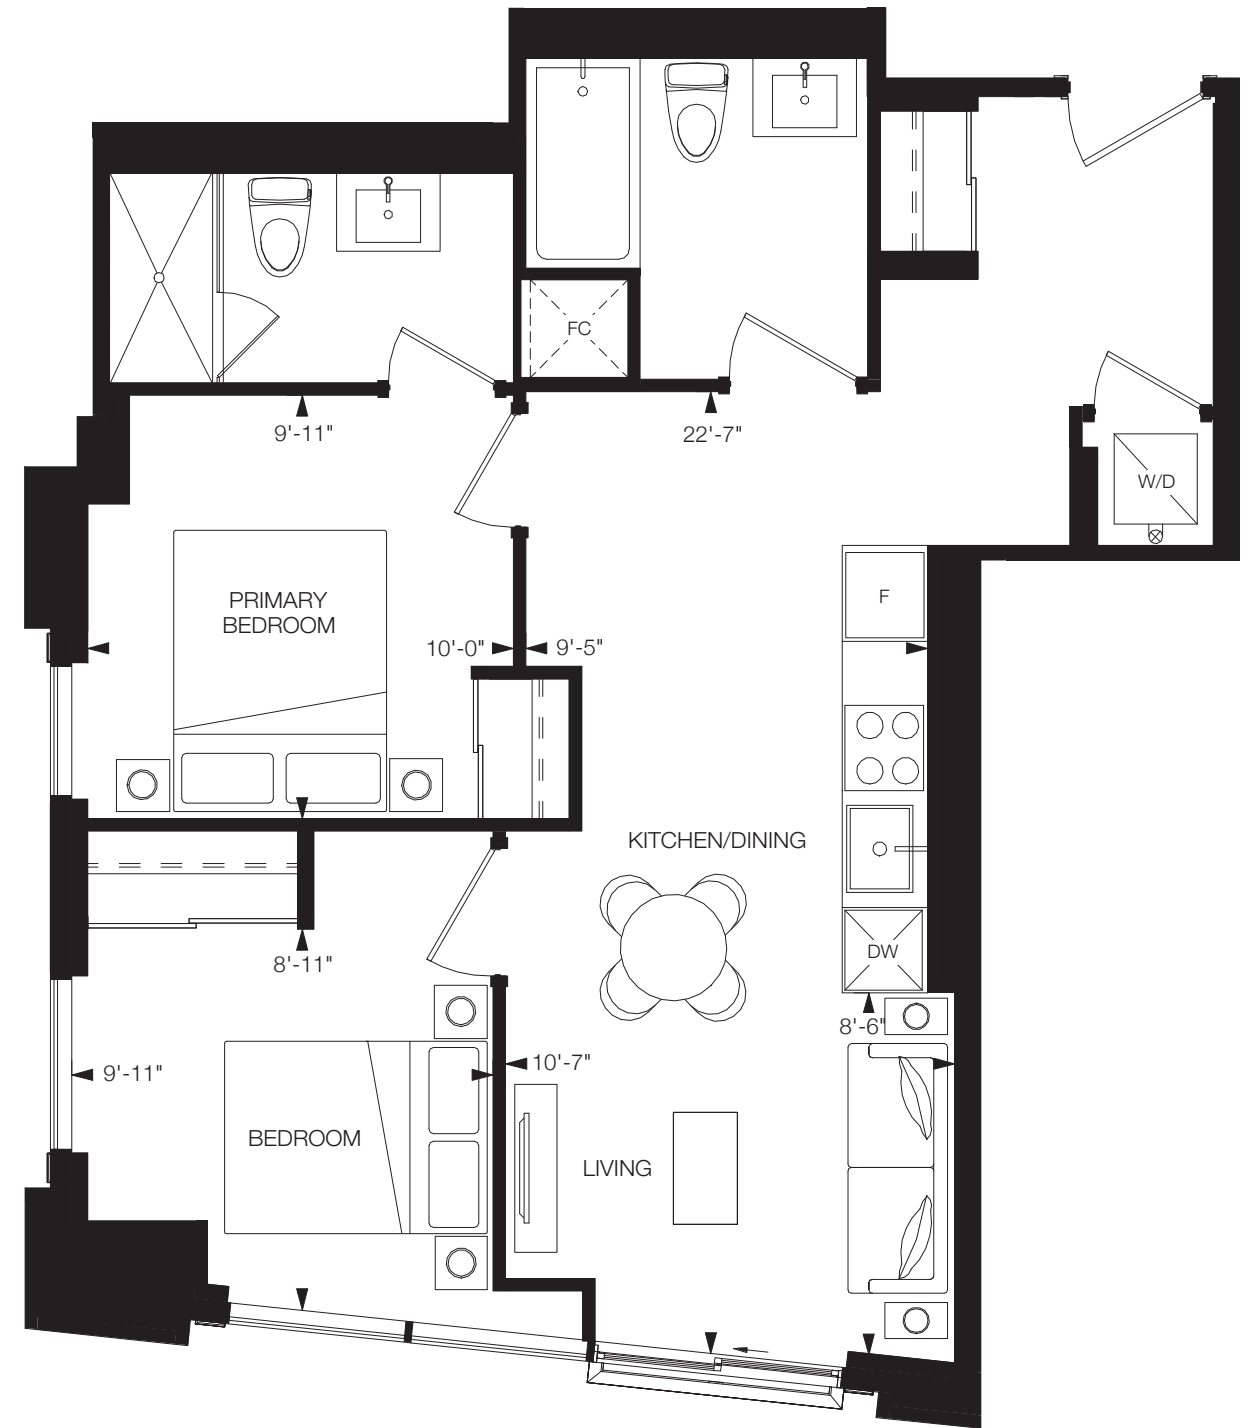 FC
9'-11"
22'-7"
W/D
PRIMARY
BEDROOM
F
10'-0"
9'-5"
KITCHEN/DINING
DW
8'-11"
8'-6"
9'-11"
10'-7"
BEDROOM
LIVING